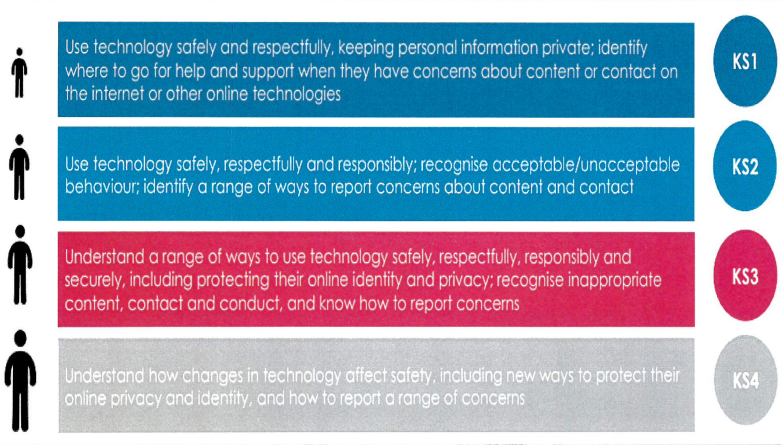 Use technology safely and respectfully, keeping personal information private; identify
where to go for help and support when they have concerns about content or contact on
the internet or other online technologies
KS1
Use technology safely, respectfully and responsibly; recognise acceptable/unacceptable
behaviour; identify a range of ways to report concerns about content and contact
KS2
Understand a range of ways to use technology safely, respectfully, responsibly and
securely, including protecting their online identity and privacy; recognise inappropriate
content, contact and conduct, and know how to report concerns
KS3
Understand how changes in technology affect safety, including new ways to protect their
online privacy and identity, and how to report a range of concerns
KS4